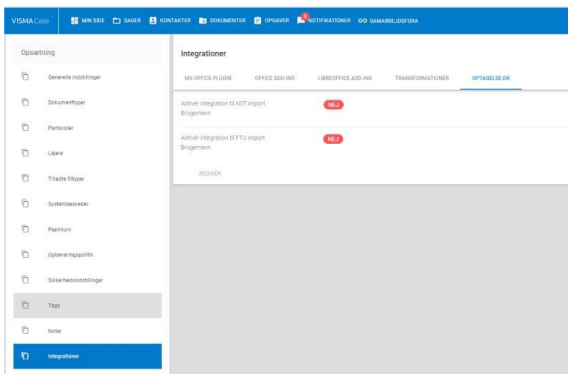 VISMA Case
MIN SIDE
SAGER
KONTAKTER
DOKUMENTER
OPGAVER
NOTIFIKATIONER
SAMARBEJDSFORA
Opsætning
Generelle indstillinger
Dokumenttyper
Partsroller
Lejere
Tilladte filtyper
Systembeskeder
Papirkurv
Opbevaringspolitik
Sikkerhedsindstillinger
Tags
Noter
Integrationer
Integrationer
MS OFFICE PLUGIN
OFFICE ADD-INS
LIBREOFFICE ADD-INS
TRANSFORMATIONER
OPTAGELSE.DK
Aktivér integration til KOT import
NEJ
Brugernavn
Aktivér integration til FTU import
NEJ
Brugernavn
REDIGER